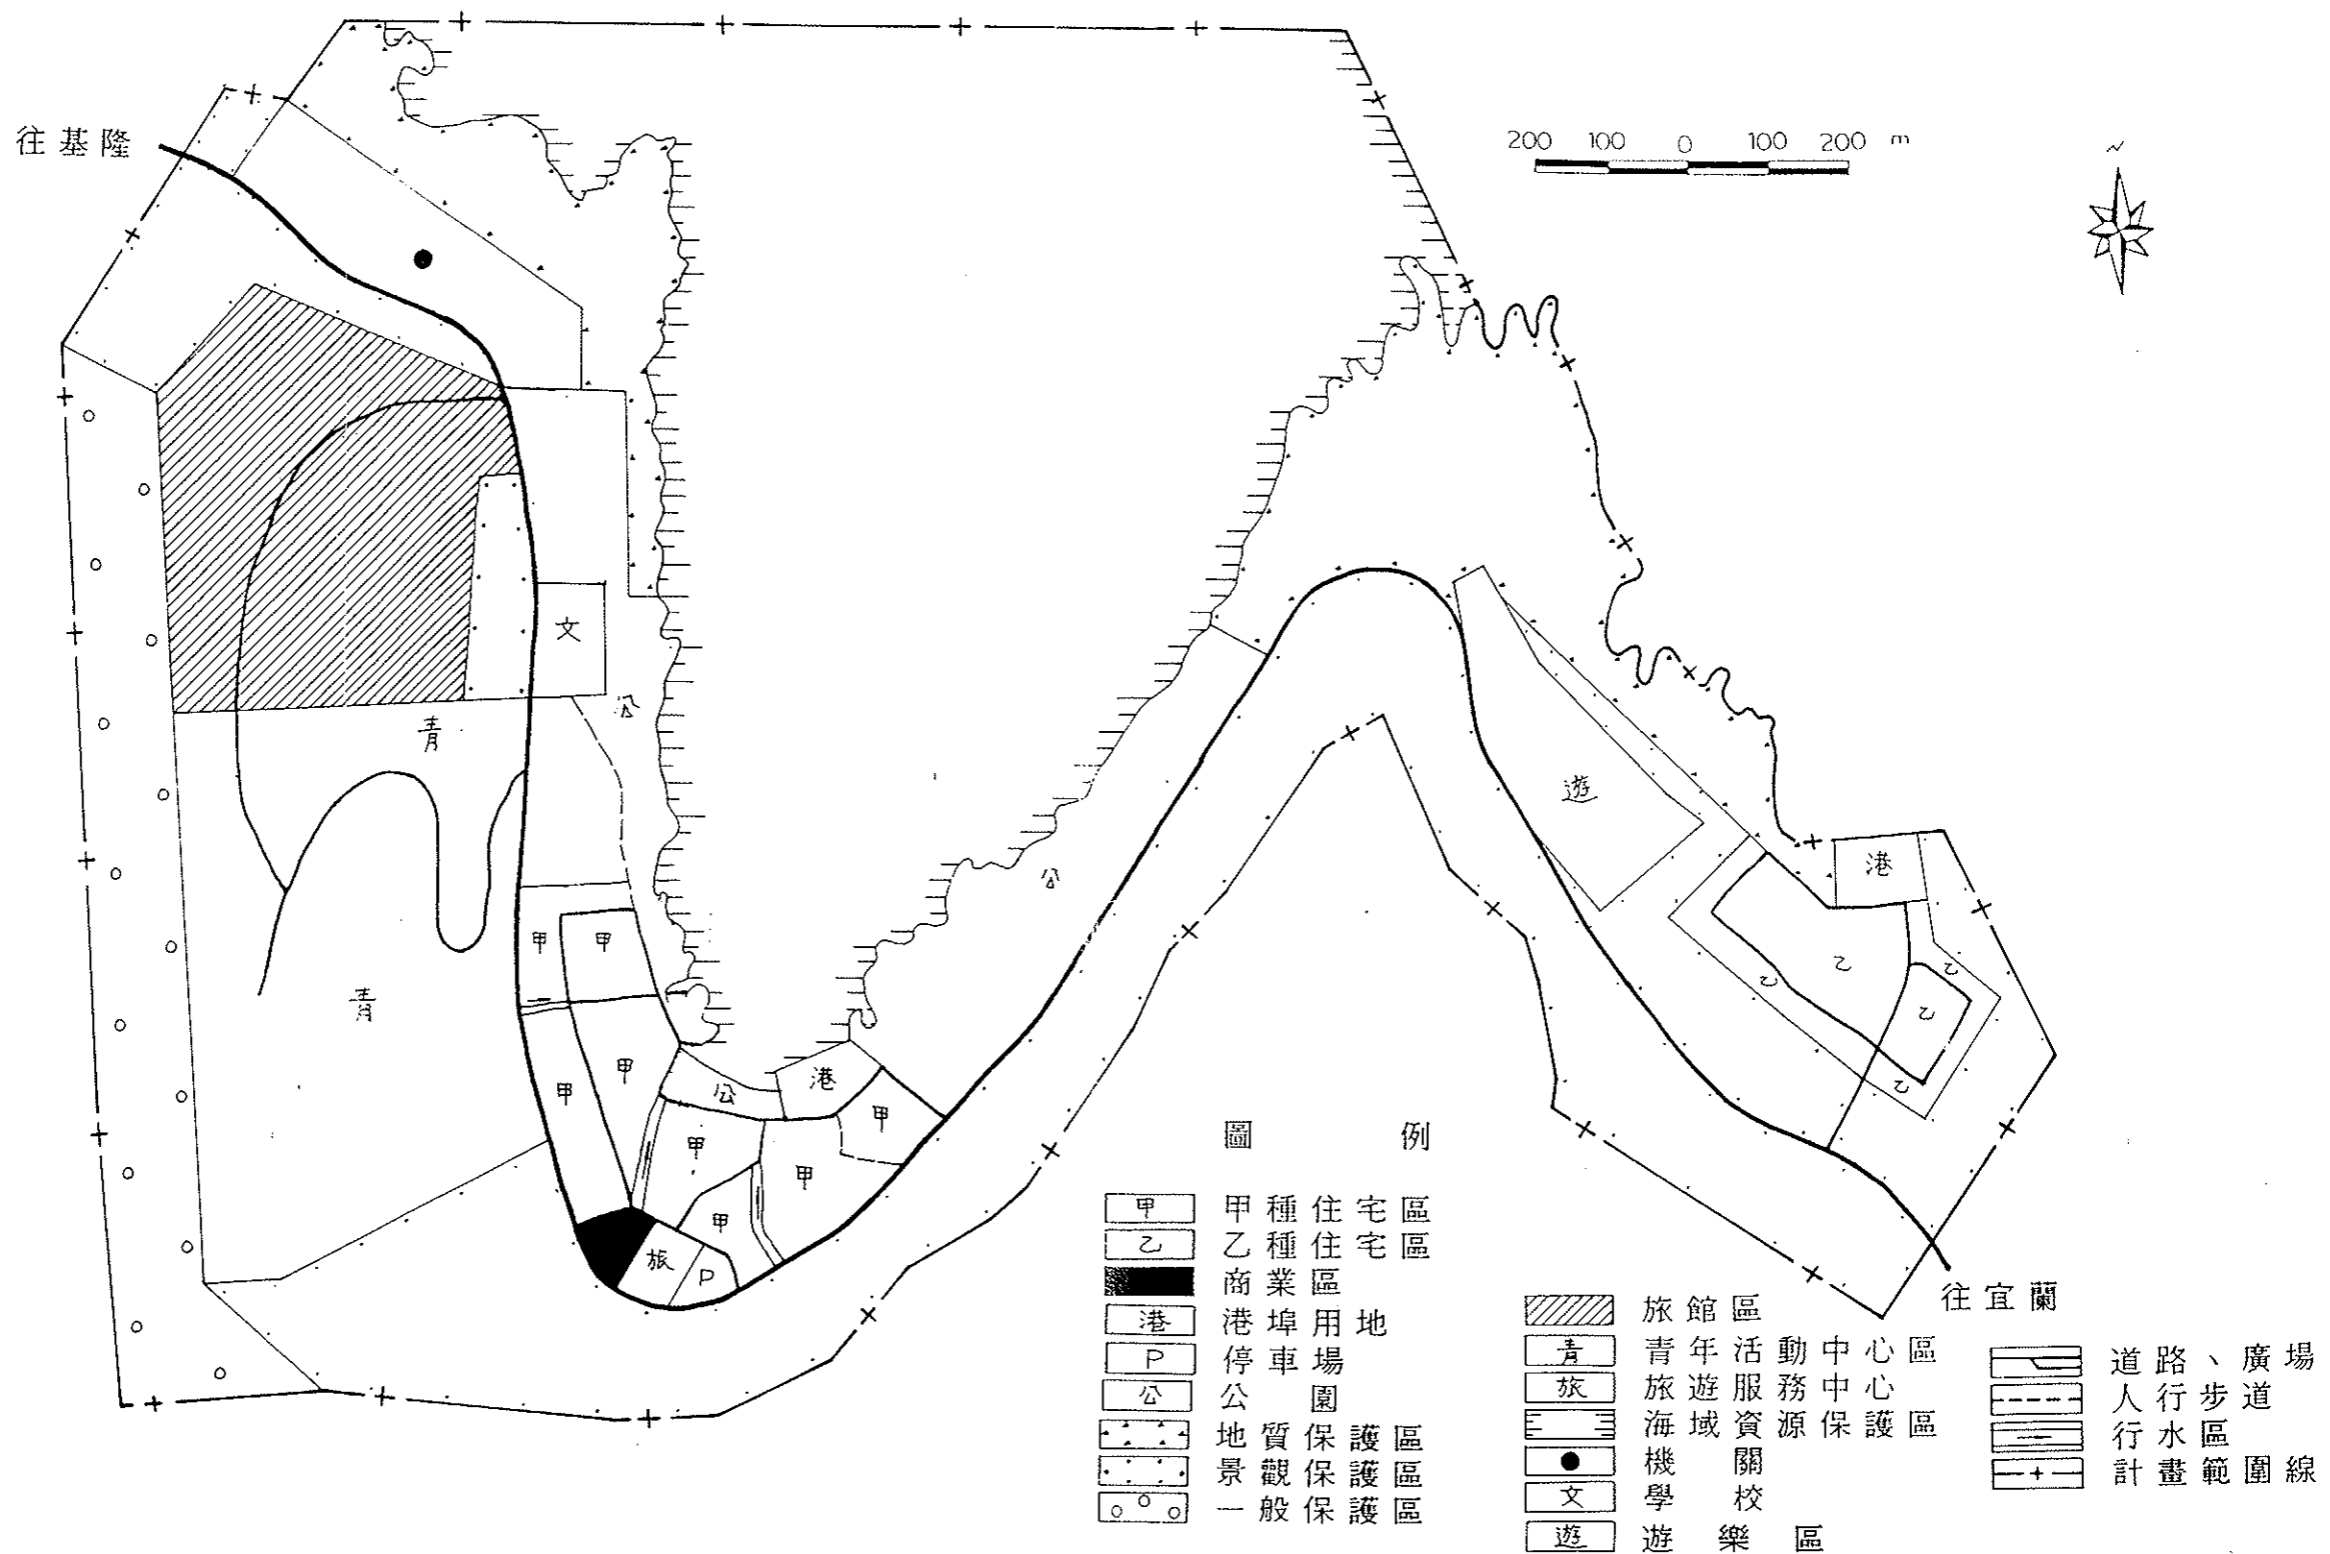 往基隆
200 100 0 100 200 m
N
文
公
青
遊
港
公
甲 甲
乙
乙
乙
青
乙
甲
甲
港
公
甲
乙
甲
甲
甲
旅
P
往宜蘭
圖例
甲 甲種住宅區
乙 乙種住宅區
商業區
港 港埠用地
P 停車場
公 公園
地質保護區
景觀保護區
一般保護區
旅館區
青 青年活動中心區
旅 旅遊服務中心
海域資源保護區
機關
文 學校
遊 遊樂區
道路、廣場
人行步道
行水區
計畫範圍線